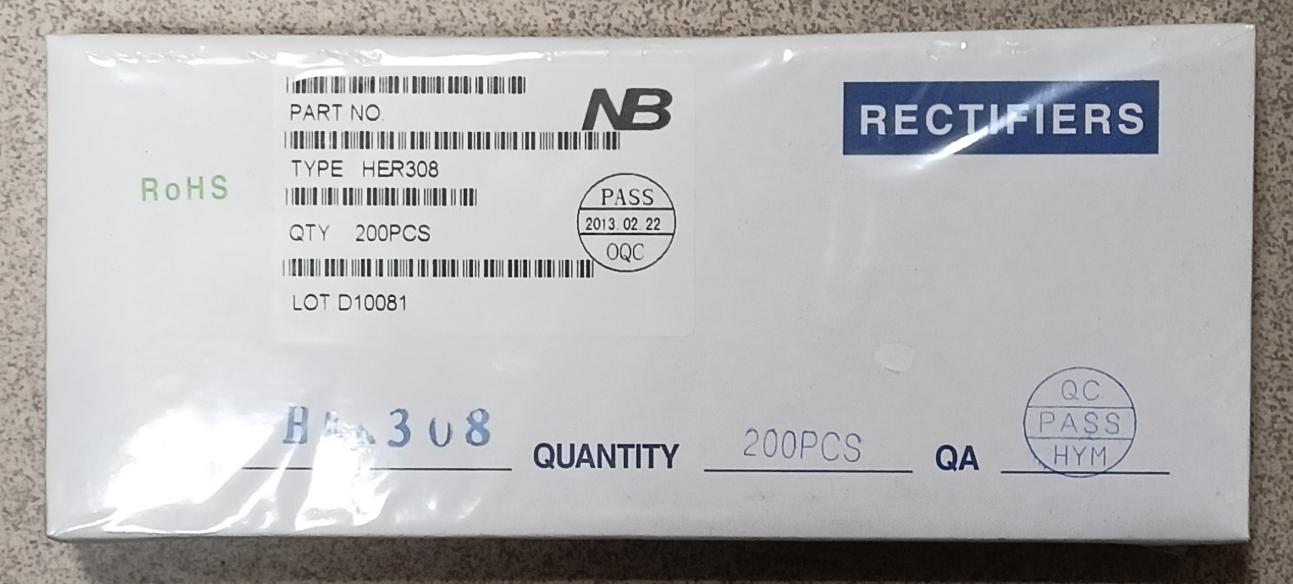 PART NO.
NB
RECTIFIERS
TYPE HER308
RoHS
PASS
2013. 02. 22
OQC
QTY 200PCS
LOT D10081
308
QUANTITY 200PCS QA
QC
PASS
HYM